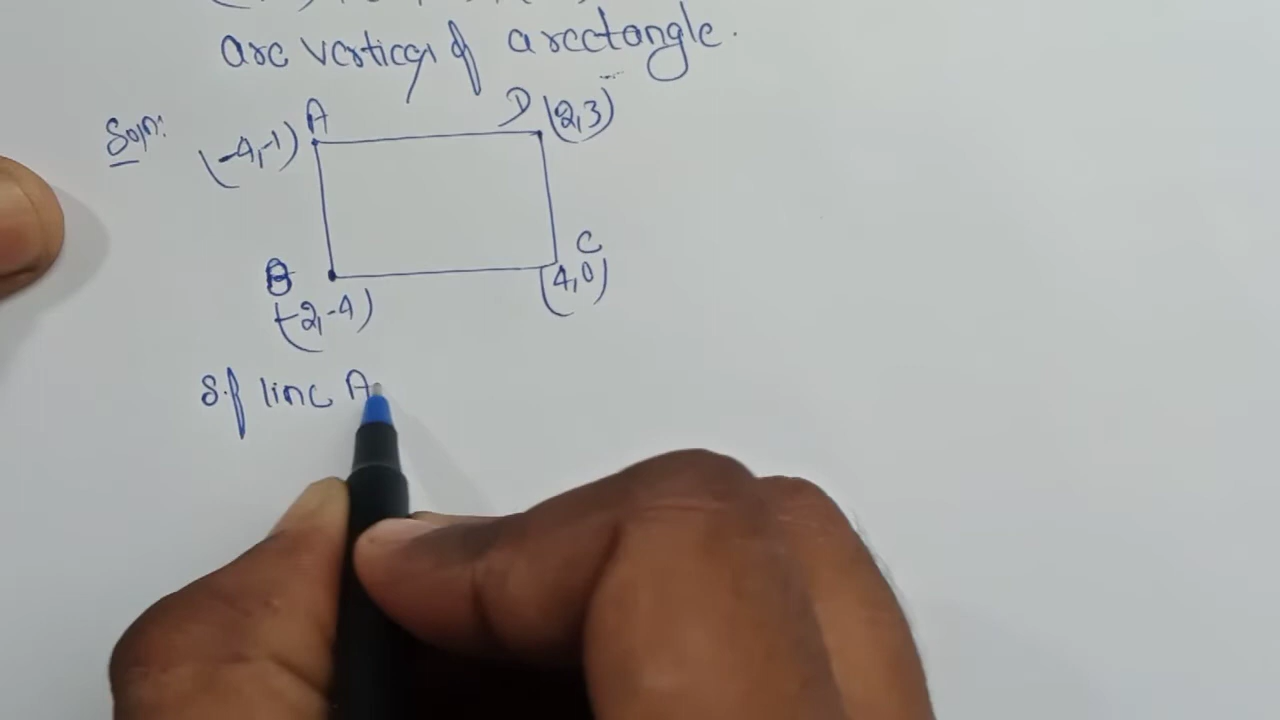 are vertices of a rectangle.
Soln:
A
D (2,3)
(-4,-1)
B
C
(-2,-4)
(4,0)
S.f line A